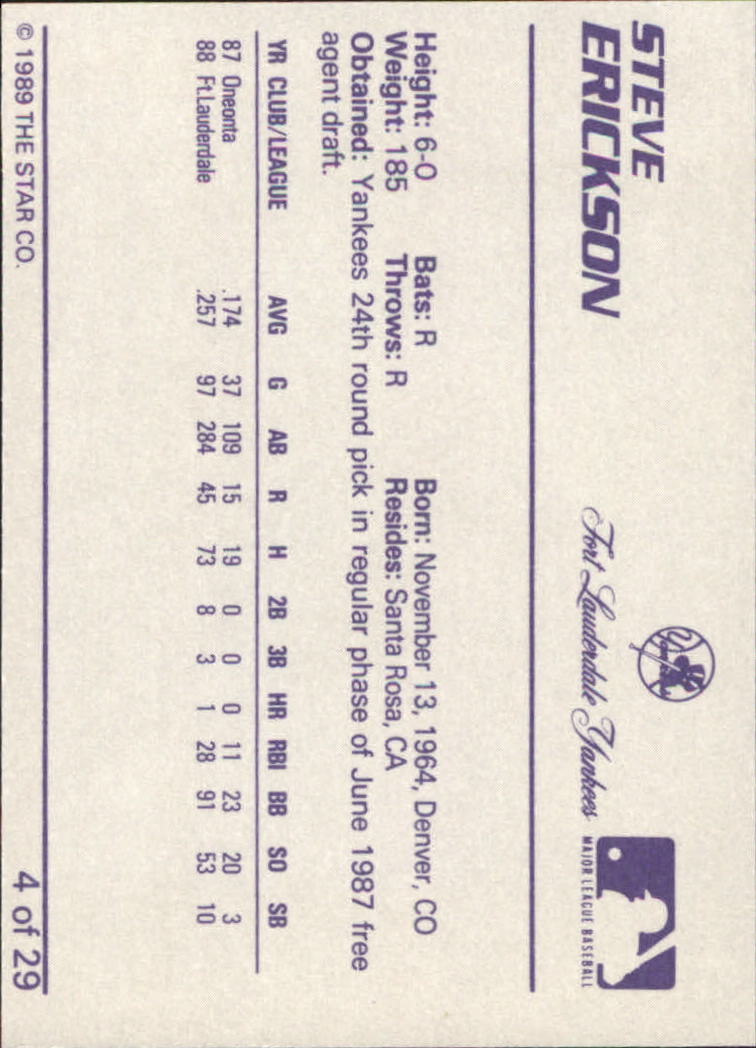 STEVE
ERICKSON
Yankees
Fort Lauderdale Yankees
MAJOR LEAGUE BASEBALL
Height: 6-0 Bats: R Born: November 13, 1964, Denver, CO
Weight: 185 Throws: R Resides: Santa Rosa, CA
Obtained: Yankees 24th round pick in regular phase of June 1987 free
agent draft.
YR CLUB/LEAGUE AVG G AB R H 2B 3B HR RBI BB SO SB
87 Oneonta .174 37 109 15 19 0 0 0 11 23 20 3
88 Ft.Lauderdale .257 97 284 45 73 8 3 1 28 91 53 10
© 1989 THE STAR CO. 4 of 29